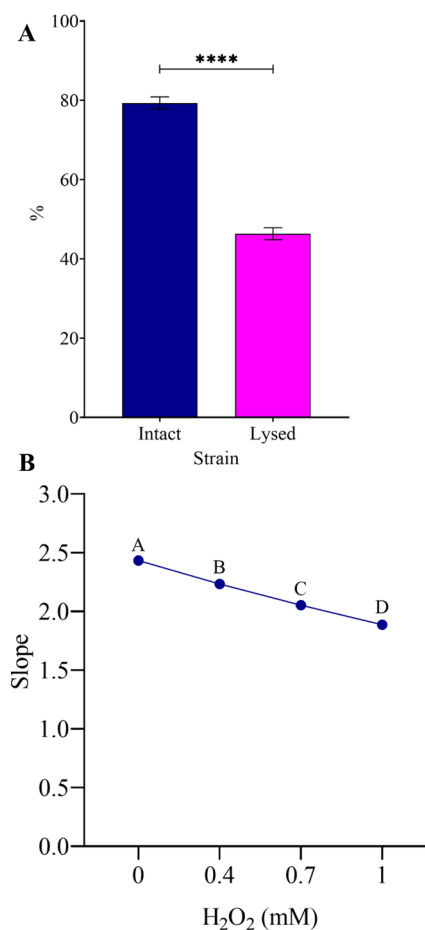 A
100
****
80
60
%
40
20
0
Intact Lysed
Strain
B
3.0
A
2.5
B
C
D
2.0
Slope
1.5
1.0
0.5
0.0
0 0.4 0.7 1
H₂O₂ (mM)